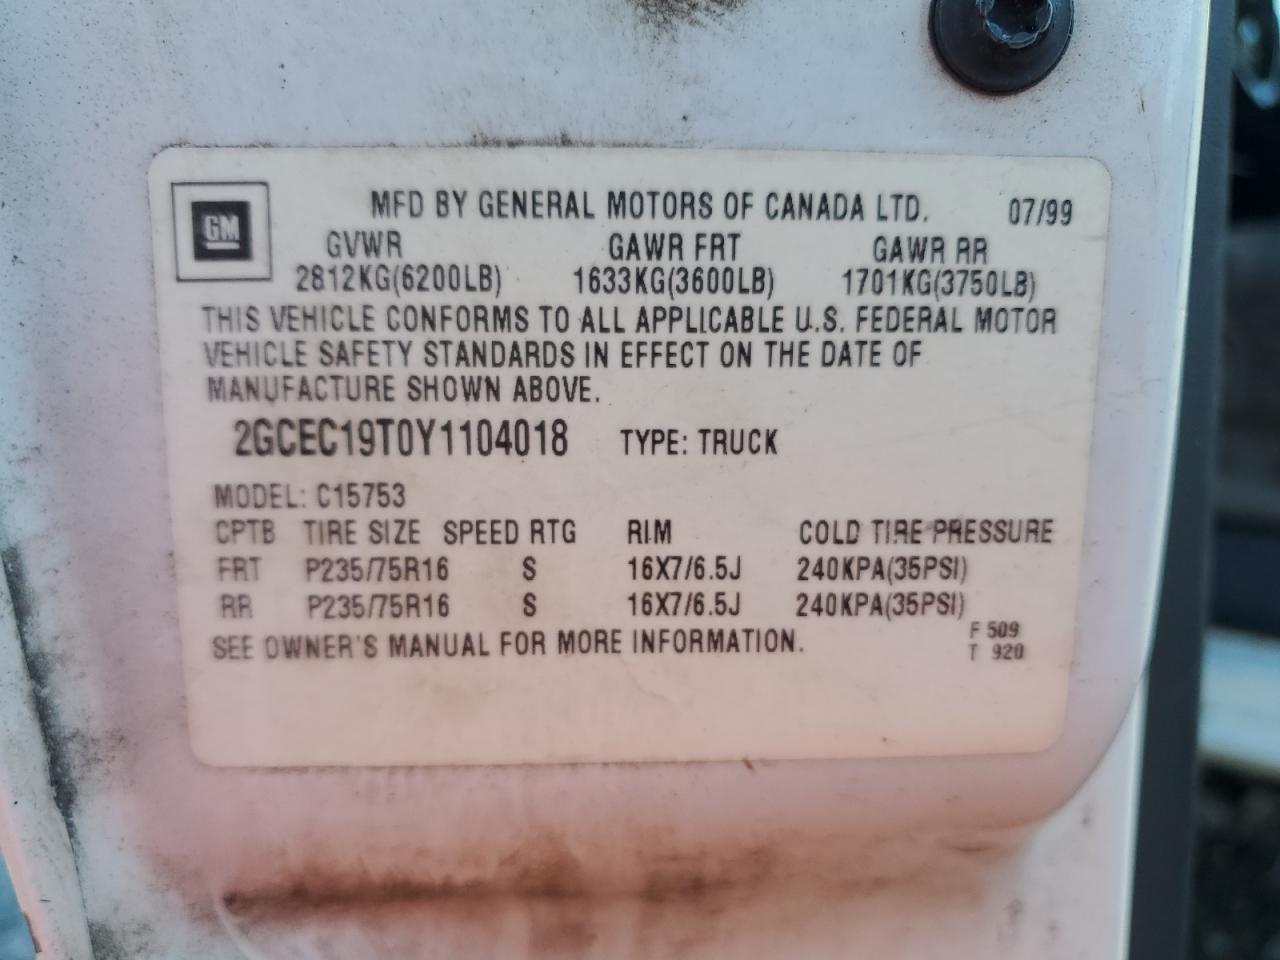 GM
MFD BY GENERAL MOTORS OF CANADA LTD. 07/99
GVWR GAWR FRT GAWR RR
2812KG(6200LB) 1633KG(3600LB) 1701KG(3750LB)
THIS VEHICLE CONFORMS TO ALL APPLICABLE U.S. FEDERAL MOTOR
VEHICLE SAFETY STANDARDS IN EFFECT ON THE DATE OF
MANUFACTURE SHOWN ABOVE.
2GCEC19T0Y1104018 TYPE: TRUCK
MODEL: C15753
CPTB TIRE SIZE SPEED RTG RIM COLD TIRE PRESSURE
FRT P235/75R16 S 16X7/6.5J 240KPA(35PSI)
RR P235/75R16 S 16X7/6.5J 240KPA(35PSI)
SEE OWNER'S MANUAL FOR MORE INFORMATION.
F 509
T 920